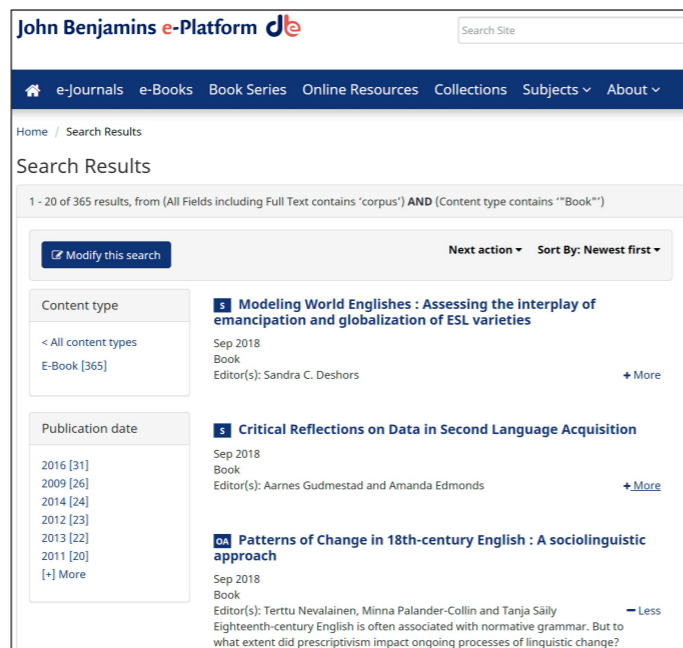 John Benjamins e-Platform
Search Site
e-Journals e-Books Book Series Online Resources Collections Subjects About
Home / Search Results
Search Results
1 - 20 of 365 results, from (All Fields including Full Text contains ‘corpus’) AND (Content type contains ‘"Book"’)
Modify this search
Next action Sort By: Newest first
Content type
< All content types
E-Book [365]
Publication date
2016 [31]
2009 [26]
2014 [24]
2012 [23]
2013 [22]
2011 [20]
[+] More
S Modeling World Englishes : Assessing the interplay of
emancipation and globalization of ESL varieties
Sep 2018
Book
Editor(s): Sandra C. Deshors
+ More
S Critical Reflections on Data in Second Language Acquisition
Sep 2018
Book
Editor(s): Aarnes Gudmestad and Amanda Edmonds
+ More
OA Patterns of Change in 18th-century English : A sociolinguistic
approach
Sep 2018
Book
Editor(s): Terttu Nevalainen, Minna Palander-Collin and Tanja Säily
− Less
Eighteenth-century English is often associated with normative grammar. But to
what extent did prescriptivism impact ongoing processes of linguistic change?